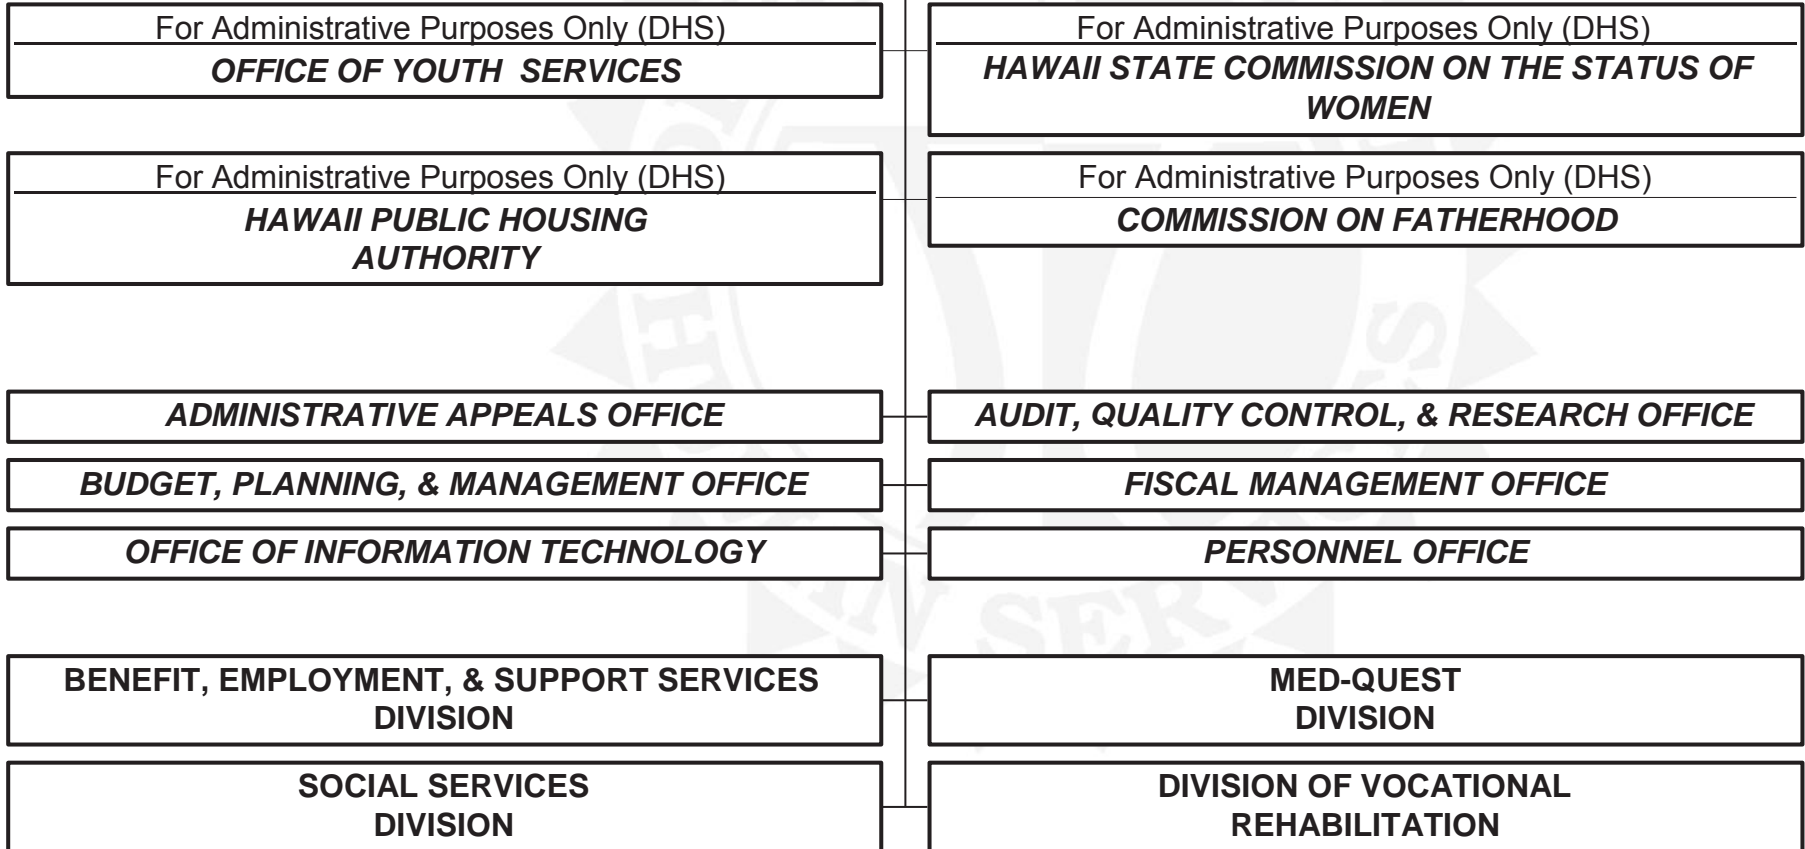 For Administrative Purposes Only (DHS)
OFFICE OF YOUTH SERVICES
For Administrative Purposes Only (DHS)
HAWAII STATE COMMISSION ON THE STATUS OF
WOMEN
For Administrative Purposes Only (DHS)
HAWAII PUBLIC HOUSING
AUTHORITY
For Administrative Purposes Only (DHS)
COMMISSION ON FATHERHOOD
ADMINISTRATIVE APPEALS OFFICE
AUDIT, QUALITY CONTROL, & RESEARCH OFFICE
BUDGET, PLANNING, & MANAGEMENT OFFICE
FISCAL MANAGEMENT OFFICE
OFFICE OF INFORMATION TECHNOLOGY
PERSONNEL OFFICE
BENEFIT, EMPLOYMENT, & SUPPORT SERVICES
DIVISION
MED-QUEST
DIVISION
SOCIAL SERVICES
DIVISION
DIVISION OF VOCATIONAL
REHABILITATION